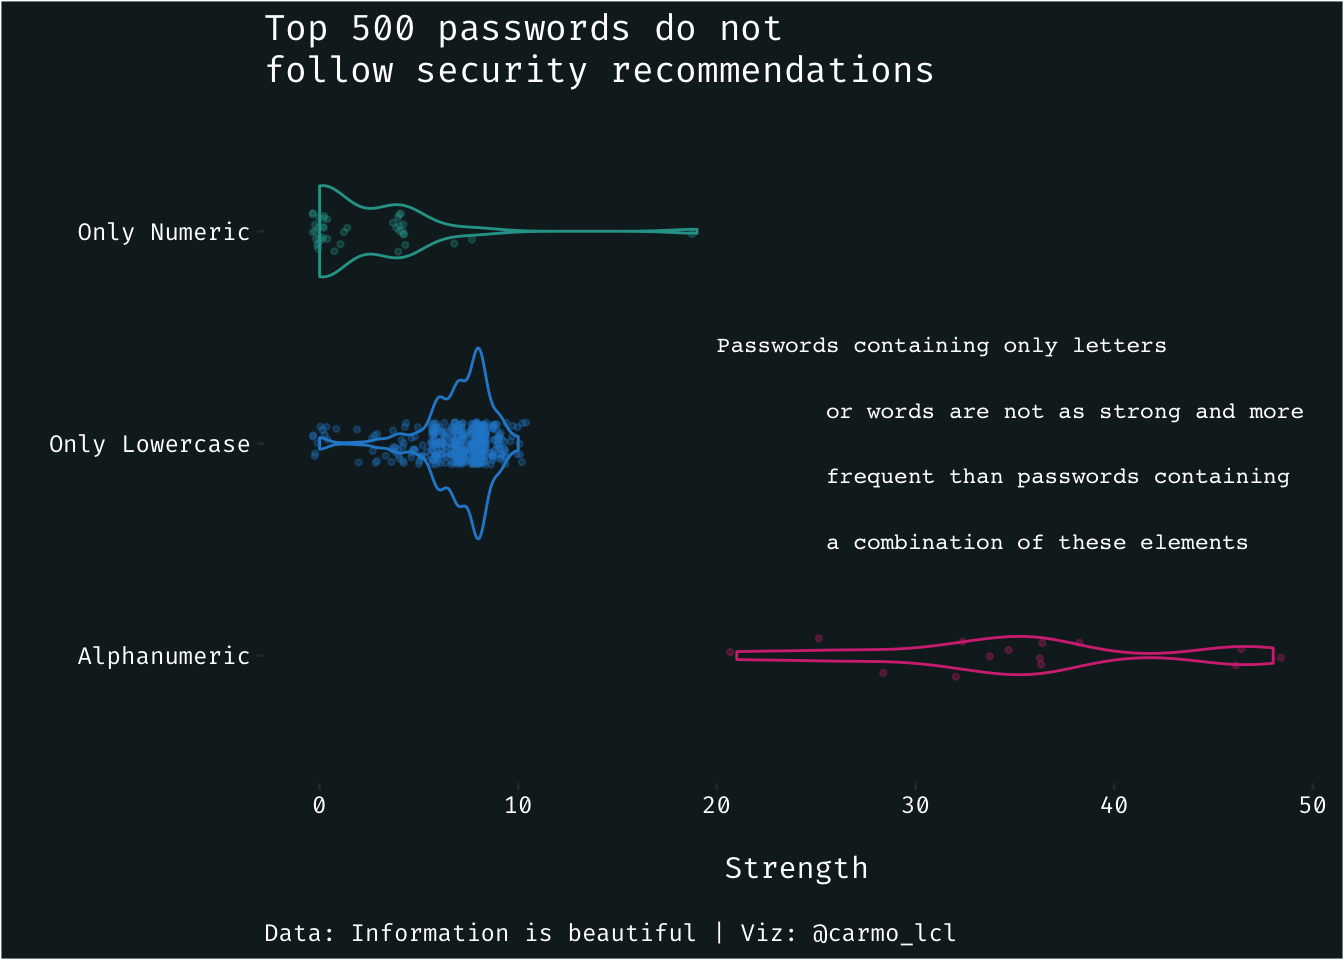 Top 500 passwords do not
follow security recommendations
Only Numeric
Passwords containing only letters
or words are not as strong and more
Only Lowercase
frequent than passwords containing
a combination of these elements
Alphanumeric
0 10 20 30 40 50
Strength
Data: Information is beautiful | Viz: @carmo_lcl